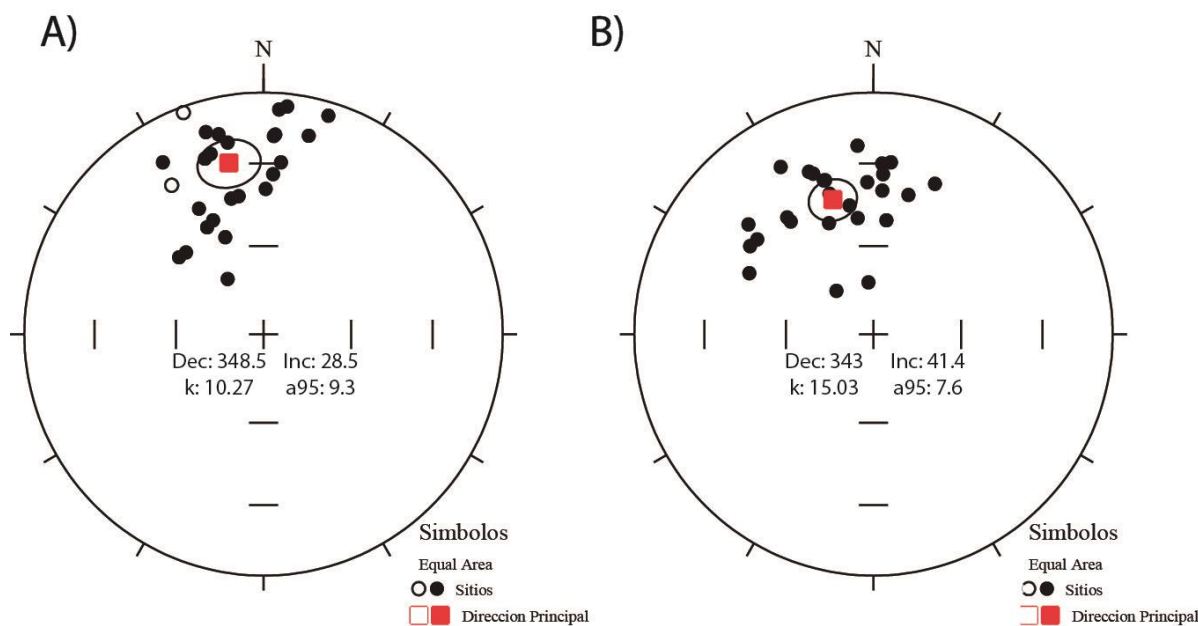 A)
N
Dec: 348.5 Inc: 28.5
k: 10.27 a95: 9.3
Simbolos
Equal Area
Sitios
Direccion Principal
B)
N
Dec: 343 Inc: 41.4
k: 15.03 a95: 7.6
Simbolos
Equal Area
Sitios
Direccion Principal